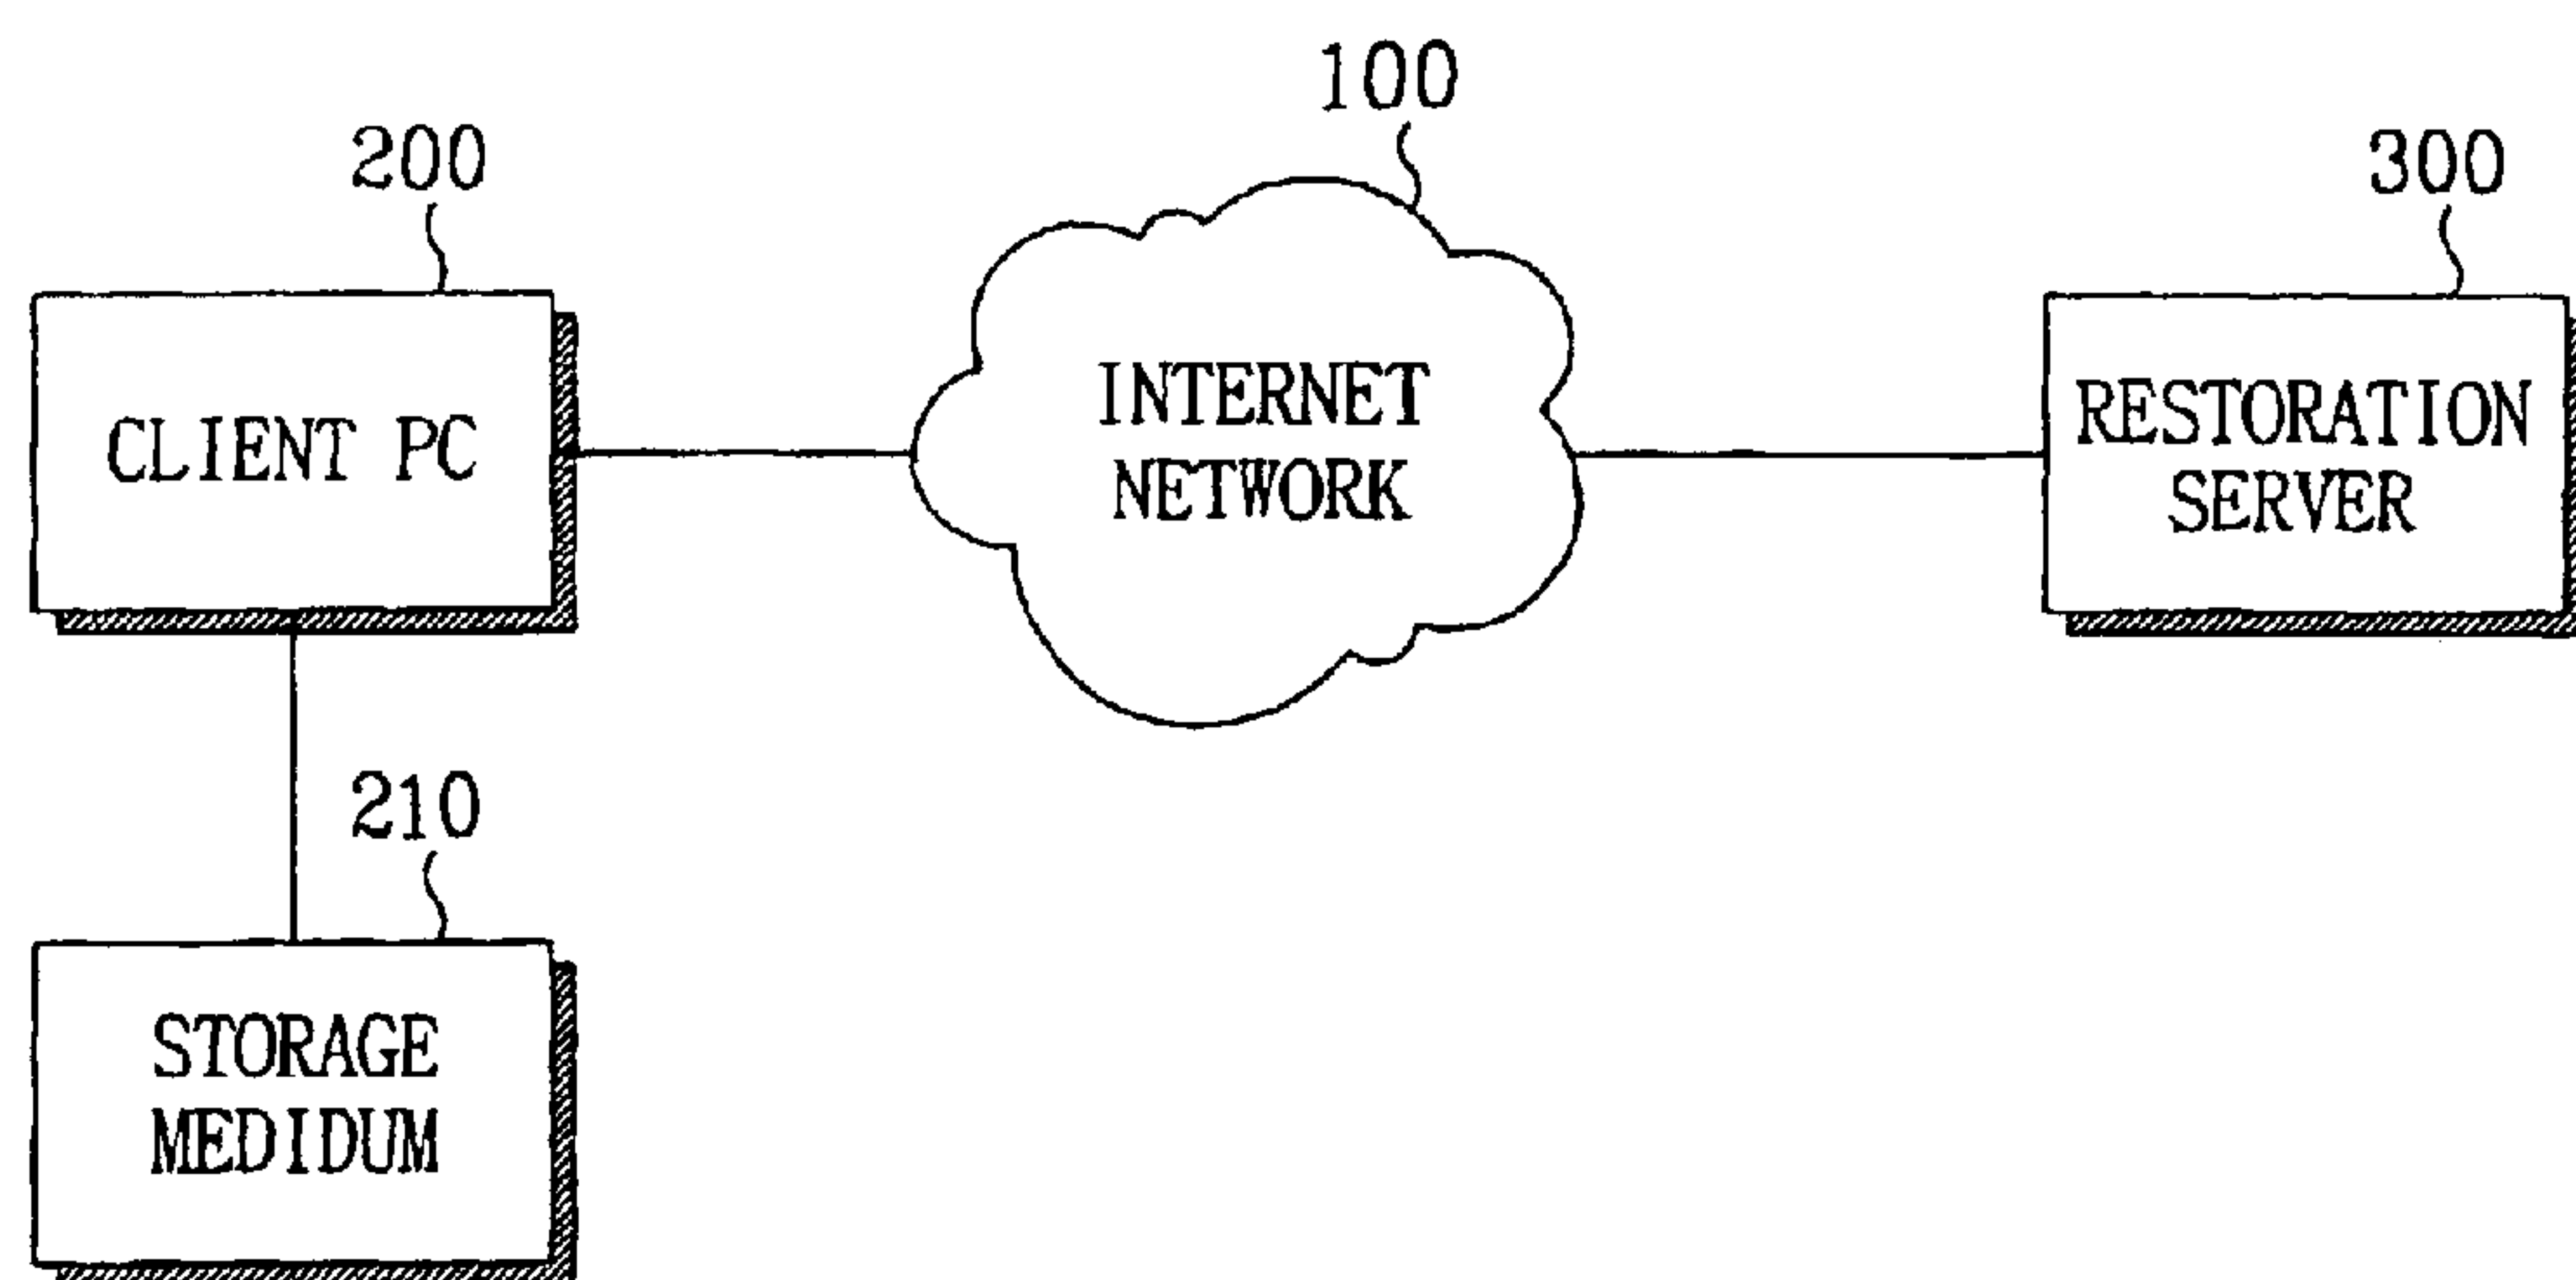 100
200
300
CLIENT PC
INTERNET
NETWORK
RESTORATION
SERVER
210
STORAGE
MEDIDUM